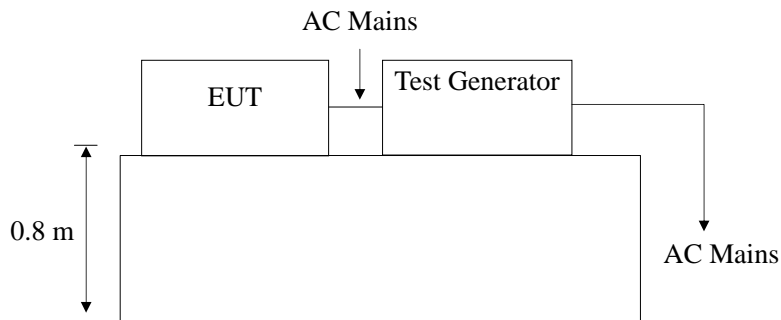 AC Mains
EUT
Test Generator
0.8 m
AC Mains